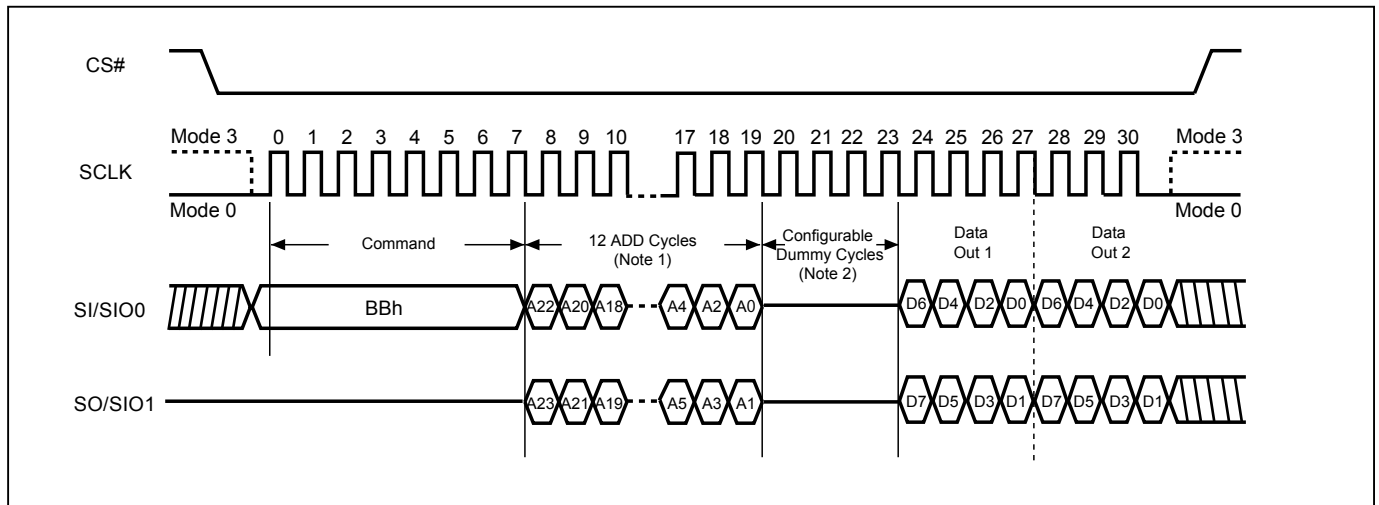 CS#
Mode 3 0 1 2 3 4 5 6 7 8 9 10 17 18 19 20 21 22 23 24 25 26 27 28 29 30 Mode 3
SCLK
Mode 0 Mode 0
Command
12 ADD Cycles
(Note 1)
Configurable
Dummy Cycles
(Note 2)
Data
Out 1
Data
Out 2
SI/SIO0 BBh A22 A20 A18 A4 A2 A0 D6 D4 D2 D0 D6 D4 D2 D0
SO/SIO1 A23 A21 A19 A5 A3 A1 D7 D5 D3 D1 D7 D5 D3 D1